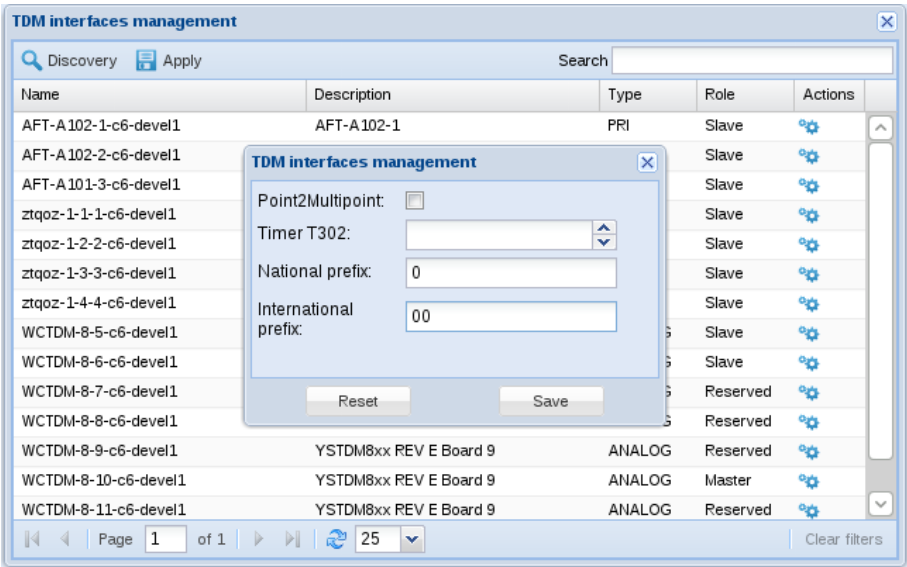 TDM interfaces management
Discovery Apply Search
Name Description Type Role Actions
AFT-A102-1-c6-devel1 AFT-A102-1 PRI Slave
AFT-A102-2-c6-devel1 Slave
AFT-A101-3-c6-devel1 Slave
ztqoz-1-1-1-c6-devel1 Slave
ztqoz-1-2-2-c6-devel1 Slave
ztqoz-1-3-3-c6-devel1 Slave
ztqoz-1-4-4-c6-devel1 Slave
WCTDM-8-5-c6-devel1 Slave
WCTDM-8-6-c6-devel1 Slave
WCTDM-8-7-c6-devel1 Reserved
WCTDM-8-8-c6-devel1 Reserved
WCTDM-8-9-c6-devel1 YSTDM8xx REV E Board 9 ANALOG Reserved
WCTDM-8-10-c6-devel1 YSTDM8xx REV E Board 9 ANALOG Master
WCTDM-8-11-c6-devel1 YSTDM8xx REV E Board 9 ANALOG Reserved
TDM interfaces management
Point2Multipoint:
Timer T302:
National prefix: 0
International
prefix: 00
Reset Save
Page 1 of 1 25 Clear filters